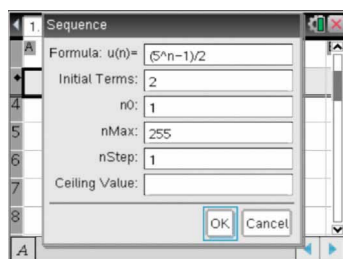 1.
Sequence
A
Formula: u(n)= (5^n-1)/2
Initial Terms: 2
n0: 1
nMax: 255
nStep: 1
Ceiling Value:
4
5
6
7
8
OK Cancel
A